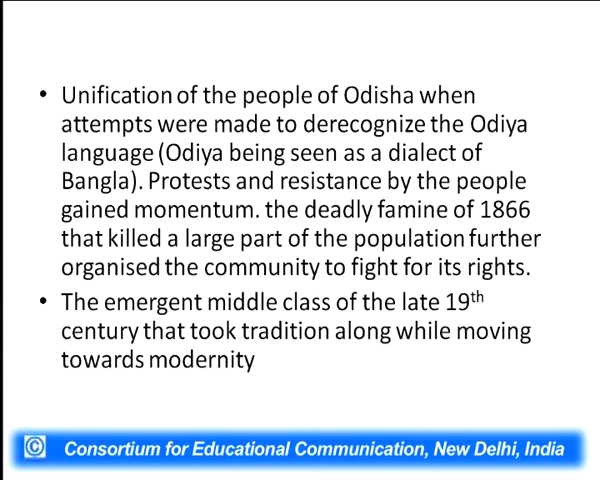 • Unification of the people of Odisha when
attempts were made to derecognize the Odiya
language (Odiya being seen as a dialect of
Bangla). Protests and resistance by the people
gained momentum. the deadly famine of 1866
that killed a large part of the population further
organised the community to fight for its rights.
• The emergent middle class of the late 19th
century that took tradition along while moving
towards modernity
© Consortium for Educational Communication, New Delhi, India